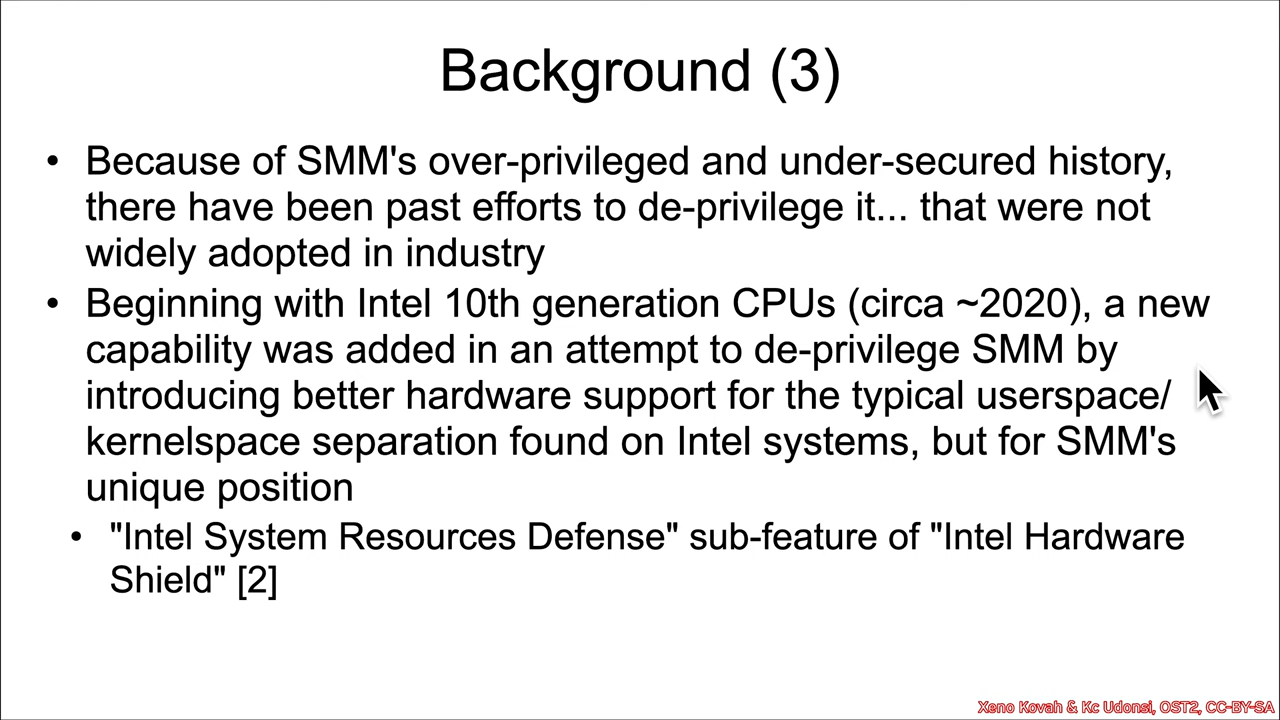 Background (3)
• Because of SMM's over-privileged and under-secured history,
there have been past efforts to de-privilege it... that were not
widely adopted in industry
• Beginning with Intel 10th generation CPUs (circa ~2020), a new
capability was added in an attempt to de-privilege SMM by
introducing better hardware support for the typical userspace/
kernelspace separation found on Intel systems, but for SMM's
unique position
• "Intel System Resources Defense" sub-feature of "Intel Hardware
Shield" [2]
Xeno Kovah & Kc Udonsi, OST2, CC-BY-SA